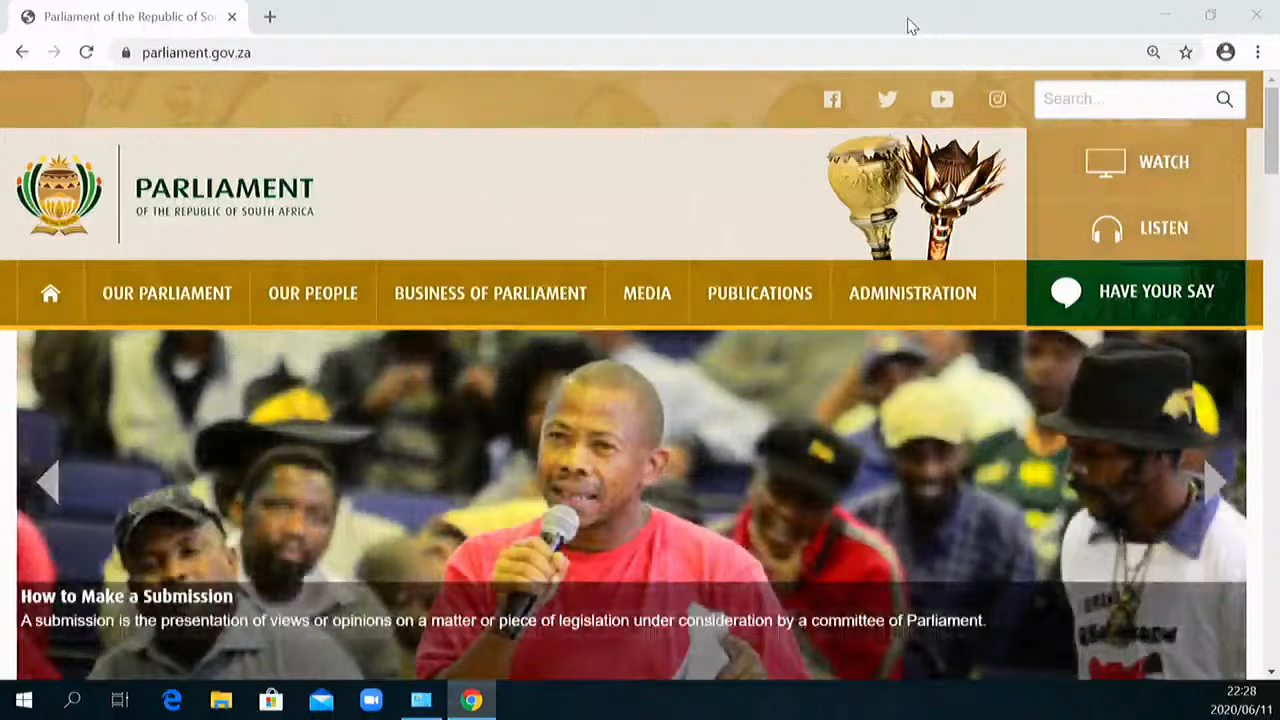 Parliament of the Republic of Sou
parliament.gov.za
Search...
PARLIAMENT
OF THE REPUBLIC OF SOUTH AFRICA
WATCH
LISTEN
OUR PARLIAMENT
OUR PEOPLE
BUSINESS OF PARLIAMENT
MEDIA
PUBLICATIONS
ADMINISTRATION
HAVE YOUR SAY
How to Make a Submission
A submission is the presentation of views or opinions on a matter or piece of legislation under consideration by a committee of Parliament.
22:28
2020/06/11